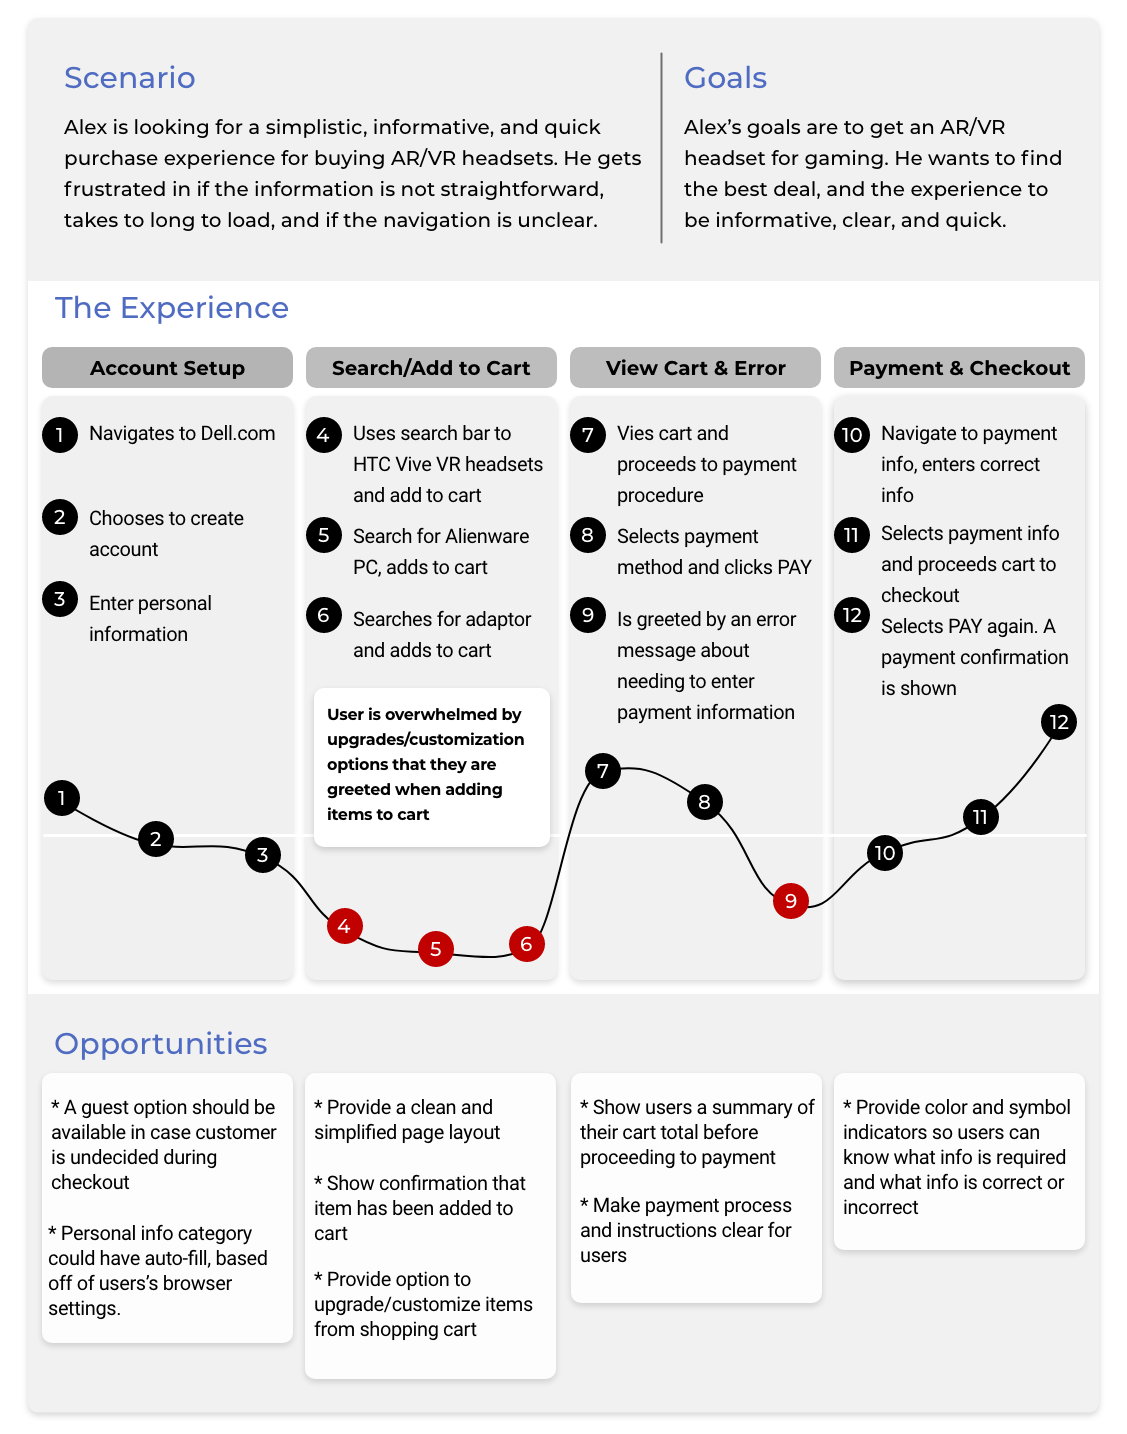 Scenario
Alex is looking for a simplistic, informative, and quick
purchase experience for buying AR/VR headsets. He gets
frustrated in if the information is not straightforward,
takes to long to load, and if the navigation is unclear.
Goals
Alex's goals are to get an AR/VR
headset for gaming. He wants to find
the best deal, and the experience to
be informative, clear, and quick.
The Experience
Account Setup
1 Navigates to Dell.com
2 Chooses to create
account
3 Enter personal
information
Search/Add to Cart
4 Uses search bar to
HTC Vive VR headsets
and add to cart
5 Search for Alienware
PC, adds to cart
6 Searches for adaptor
and adds to cart
User is overwhelmed by
upgrades/customization
options that they are
greeted when adding
items to cart
View Cart & Error
7 Vies cart and
proceeds to payment
procedure
8 Selects payment
method and clicks PAY
9 Is greeted by an error
message about
needing to enter
payment information
Payment & Checkout
10 Navigate to payment
info, enters correct
info
11 Selects payment info
and proceeds cart to
checkout
12 Selects PAY again. A
payment confirmation
is shown
1
2
3
4
5
6
7
8
9
10
11
12
Opportunities
* A guest option should be
available in case customer
is undecided during
checkout
* Personal info category
could have auto-fill, based
off of users's browser
settings.
* Provide a clean and
simplified page layout
* Show confirmation that
item has been added to
cart
* Provide option to
upgrade/customize items
from shopping cart
* Show users a summary of
their cart total before
proceeding to payment
* Make payment process
and instructions clear for
users
* Provide color and symbol
indicators so users can
know what info is required
and what info is correct or
incorrect